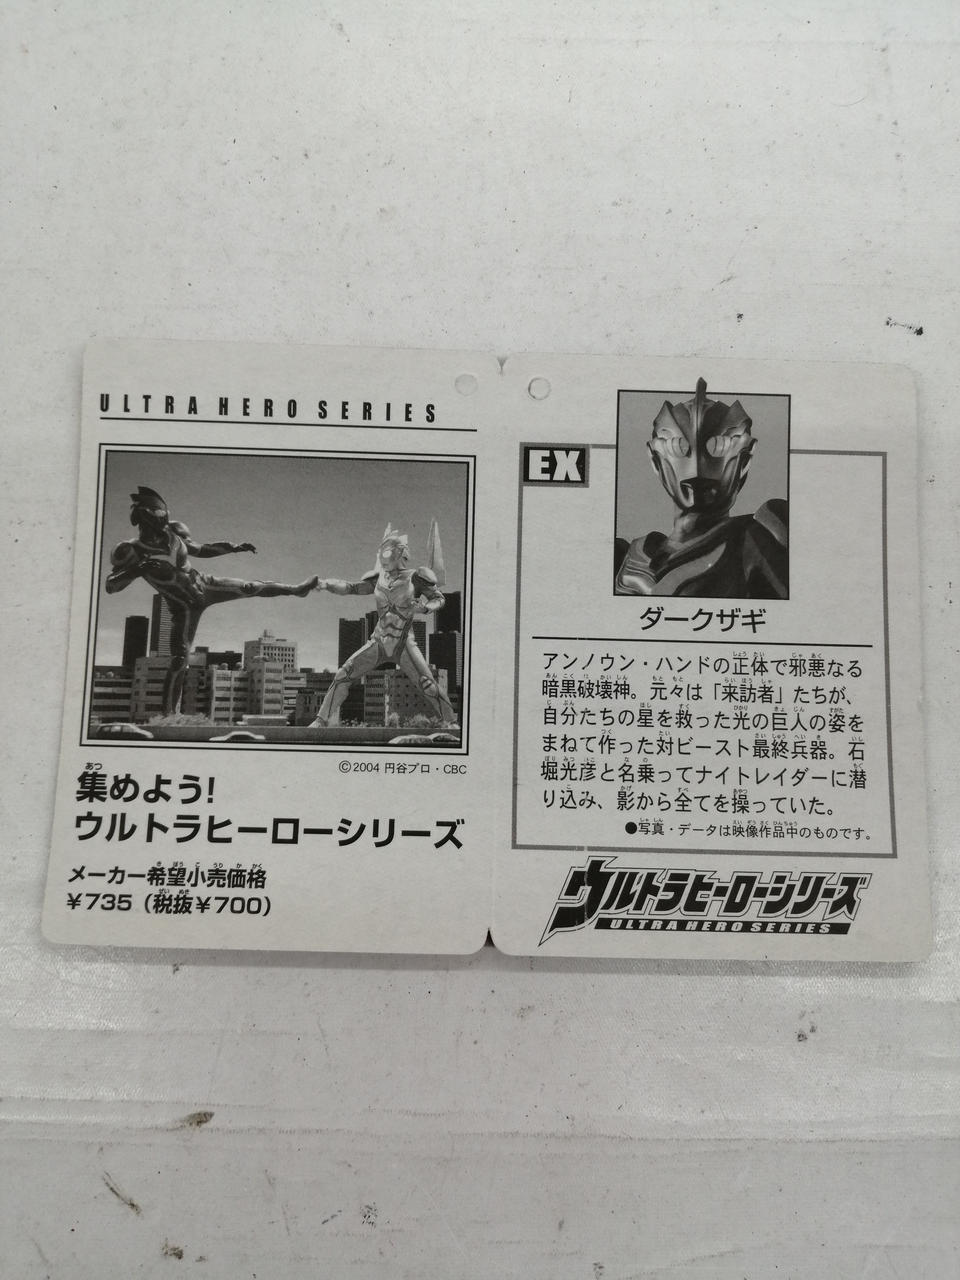 ULTRA HERO SERIES
©2004 円谷プロ・CBC
集めよう!
ウルトラヒーローシリーズ
メーカー希望小売価格
¥735（税抜¥700）
EX
ダークザギ
アンノウン・ハンドの正体で邪悪なる
暗黒破壊神。元々は「来訪者」たちが、
自分たちの星を救った光の巨人の姿を
まねて作った対ビースト最終兵器。石
堀光彦と名乗ってナイトレイダーに潜
り込み、影から全てを操っていた。
●写真・データは映像作品中のものです。
ウルトラヒーローシリーズ
ULTRA HERO SERIES